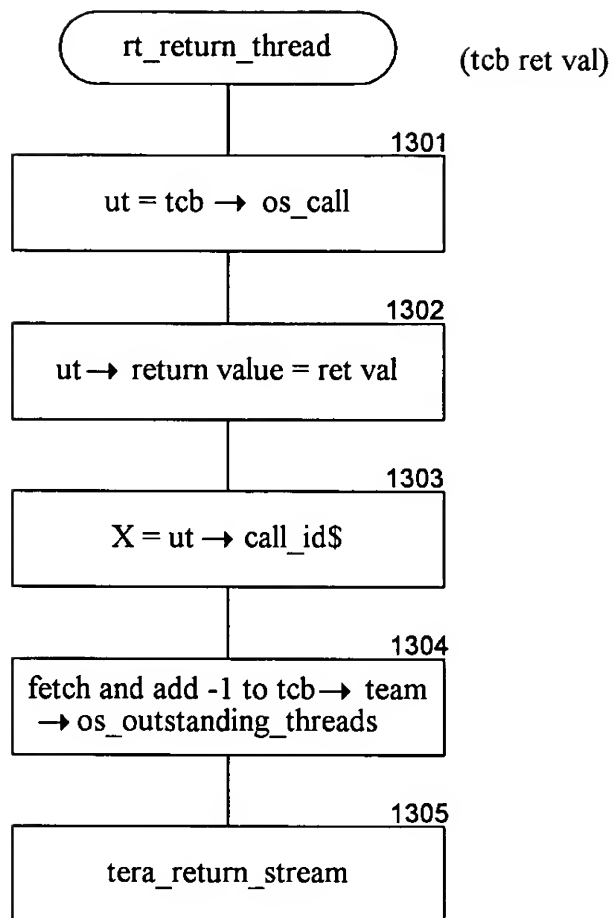 rt_return_thread
(tcb ret val)
1301
ut = tcb → os_call
1302
ut → return value = ret val
1303
X = ut → call_id$
1304
fetch and add -1 to tcb → team
→ os_outstanding_threads
1305
tera_return_stream